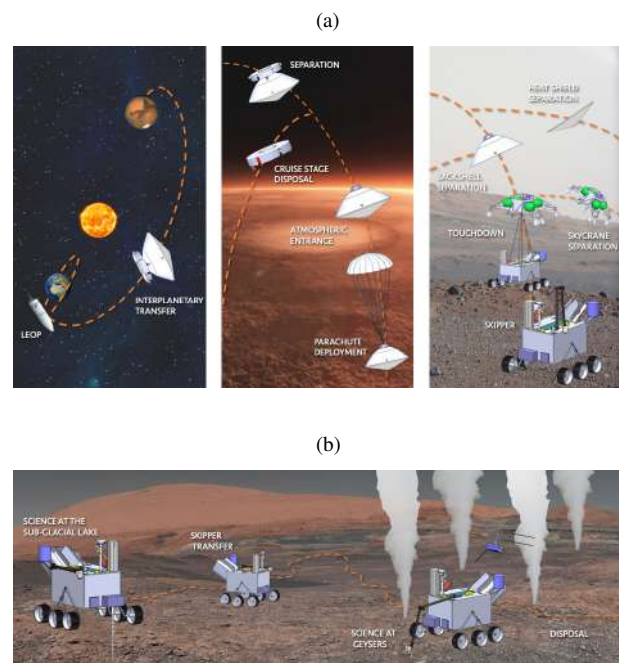 (a)
SEPARATION
HEAT SHIELD
SEPARATION
CRUISE STAGE
DISPOSAL
BACKSHELL
SEPARATION
ATMOSPHERIC
ENTRANCE
TOUCHDOWN
SKYCRANE
SEPARATION
INTERPLANETARY
TRANSFER
LEOP
SKIPPER
PARACHUTE
DEPLOYMENT
(b)
SCIENCE AT THE
SUB-GLACIAL LAKE
SKIPPER
TRANSFER
SCIENCE AT
GEYSERS
DISPOSAL